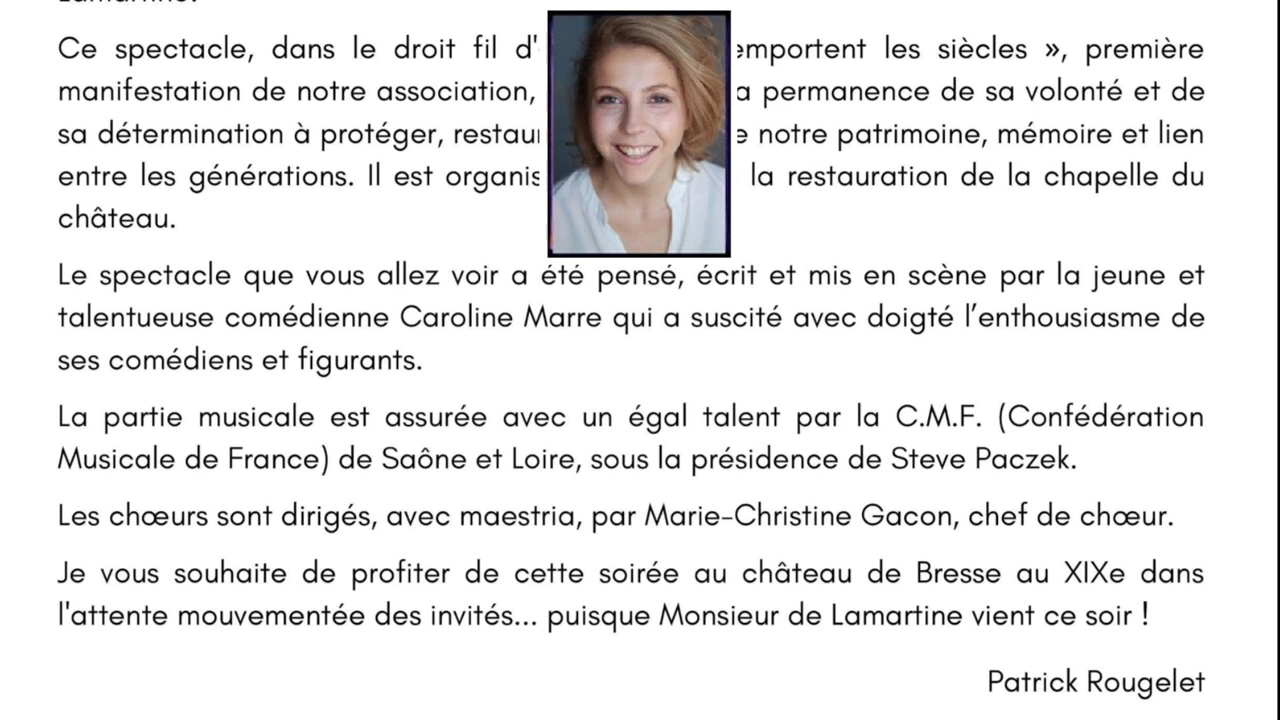 Lamartine.
Ce spectacle, dans le droit fil d' emportent les siècles », première
manifestation de notre association, a permanence de sa volonté et de
sa détermination à protéger, notre patrimoine, mémoire et lien
entre les générations. Il est la restauration de la chapelle du
château.
Le spectacle que vous allez voir a été pensé, écrit et mis en scène par la jeune et
talentueuse comédienne Caroline Marre qui a suscité avec doigté l’enthousiasme de
ses comédiens et figurants.
La partie musicale est assurée avec un égal talent par la C.M.F. (Confédération
Musicale de France) de Saône et Loire, sous la présidence de Steve Paczek.
Les chœurs sont dirigés, avec maestria, par Marie-Christine Gacon, chef de chœur.
Je vous souhaite de profiter de cette soirée au château de Bresse au XIXe dans
l'attente mouvementée des invités... puisque Monsieur de Lamartine vient ce soir !
Patrick Rougelet